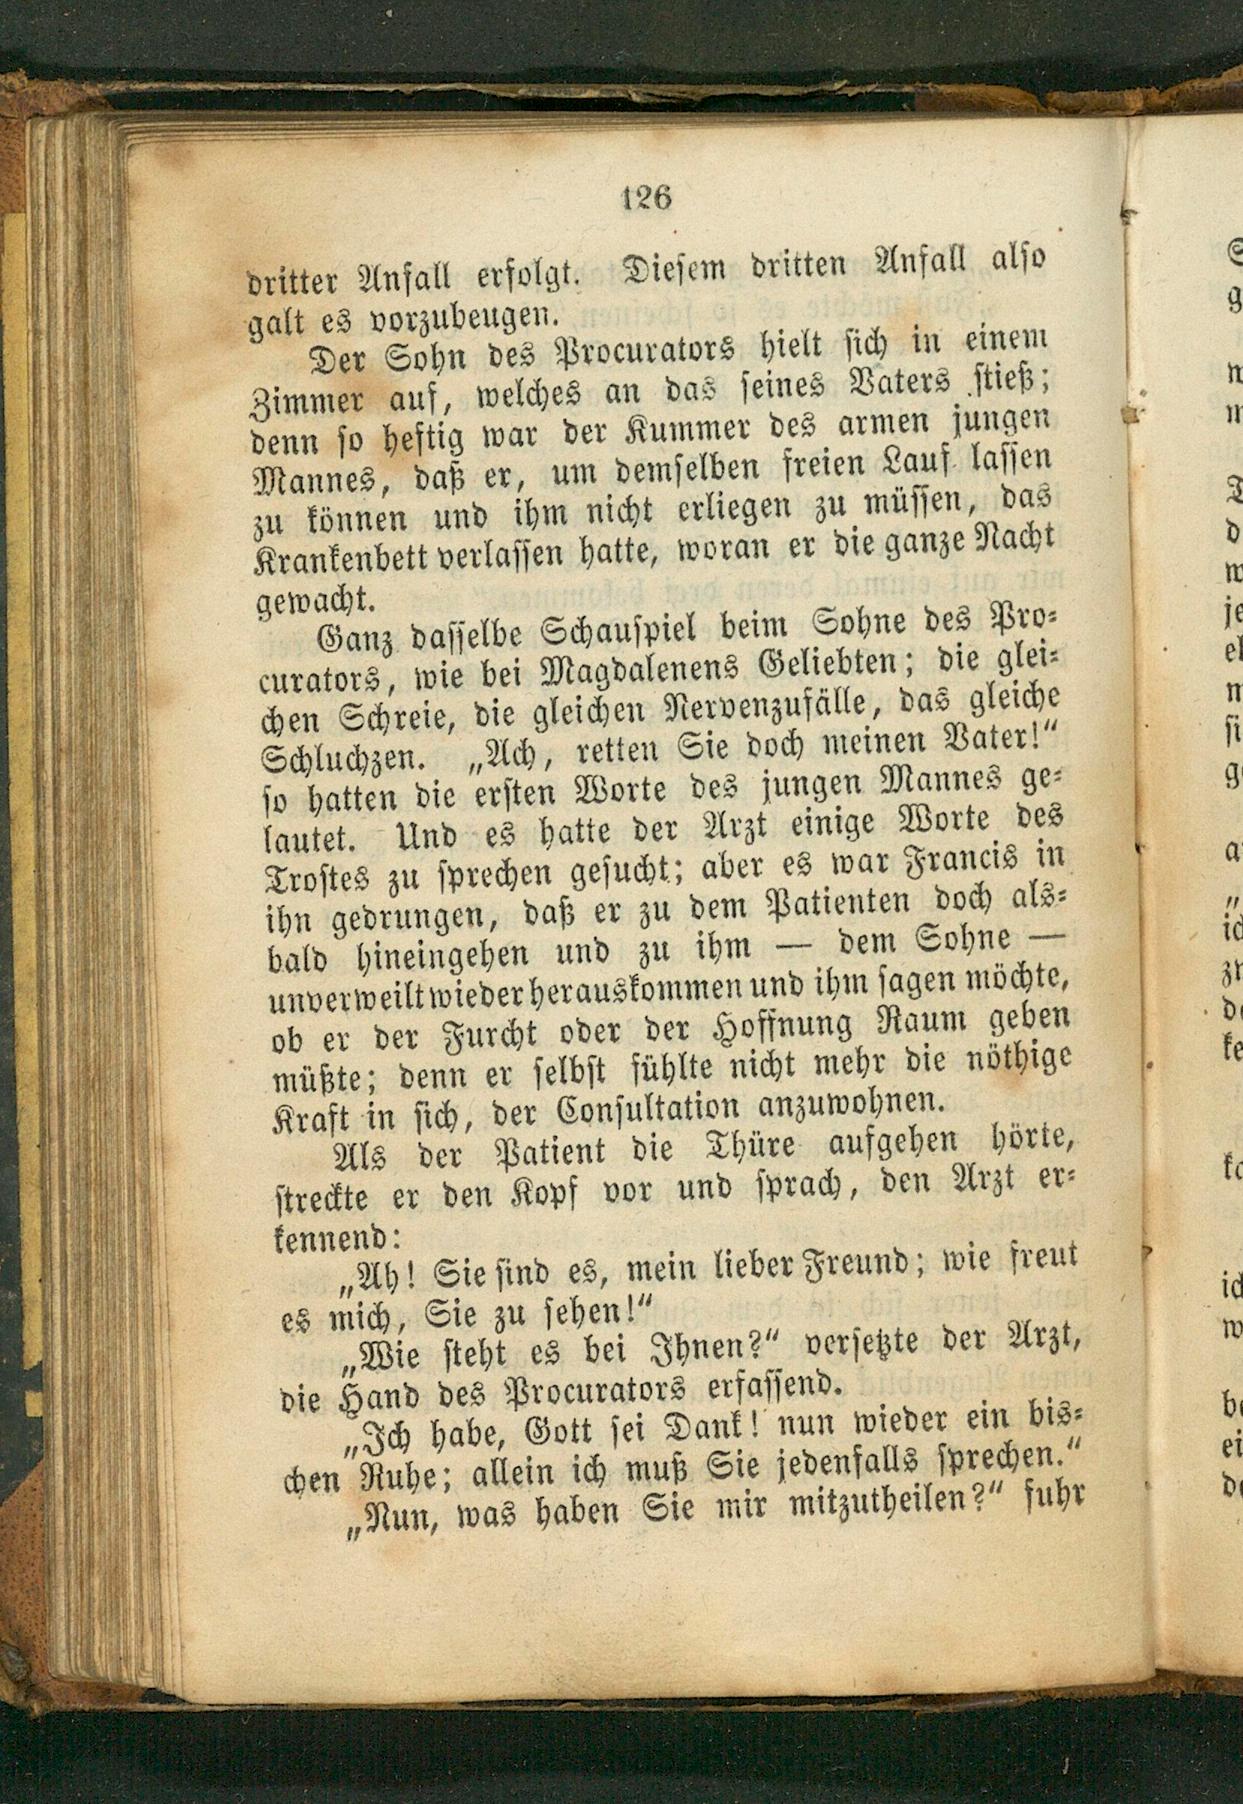 126
dritter Anfall erfolgt. Diesem dritten Anfall also
galt es vorzubeugen.
Der Sohn des Procurators hielt sich in einem
Zimmer auf, welches an das seines Vaters stieß;
denn so heftig war der Kummer des armen jungen
Mannes, daß er, um demselben freien Lauf lassen
zu können und ihm nicht erliegen zu müssen, das
Krankenbett verlassen hatte, woran er die ganze Nacht
gewacht.
Ganz dasselbe Schauspiel beim Sohne des Pro-
curators, wie bei Magdalenens Geliebten; die glei-
chen Schreie, die gleichen Nervenzufälle, das gleiche
Schluchzen. „Ach, retten Sie doch meinen Vater!“
so hatten die ersten Worte des jungen Mannes ge-
lautet. Und es hatte der Arzt einige Worte des
Trostes zu sprechen gesucht; aber es war Francis in
ihn gedrungen, daß er zu dem Patienten doch als-
bald hineingehen und zu ihm — dem Sohne —
unverweilt wieder herauskommen und ihm sagen möchte,
ob er der Furcht oder der Hoffnung Raum geben
müßte; denn er selbst fühlte nicht mehr die nöthige
Kraft in sich, der Consultation anzuwohnen.
Als der Patient die Thüre aufgehen hörte,
streckte er den Kopf vor und sprach, den Arzt er-
kennend:
„Ah! Sie sind es, mein lieber Freund; wie freut
es mich, Sie zu sehen!“
„Wie steht es bei Ihnen?“ versetzte der Arzt,
die Hand des Procurators erfassend.
„Ich habe, Gott sei Dank! nun wieder ein bis-
chen Ruhe; allein ich muß Sie jedenfalls sprechen.“
„Nun, was haben Sie mir mitzutheilen?“ fuhr